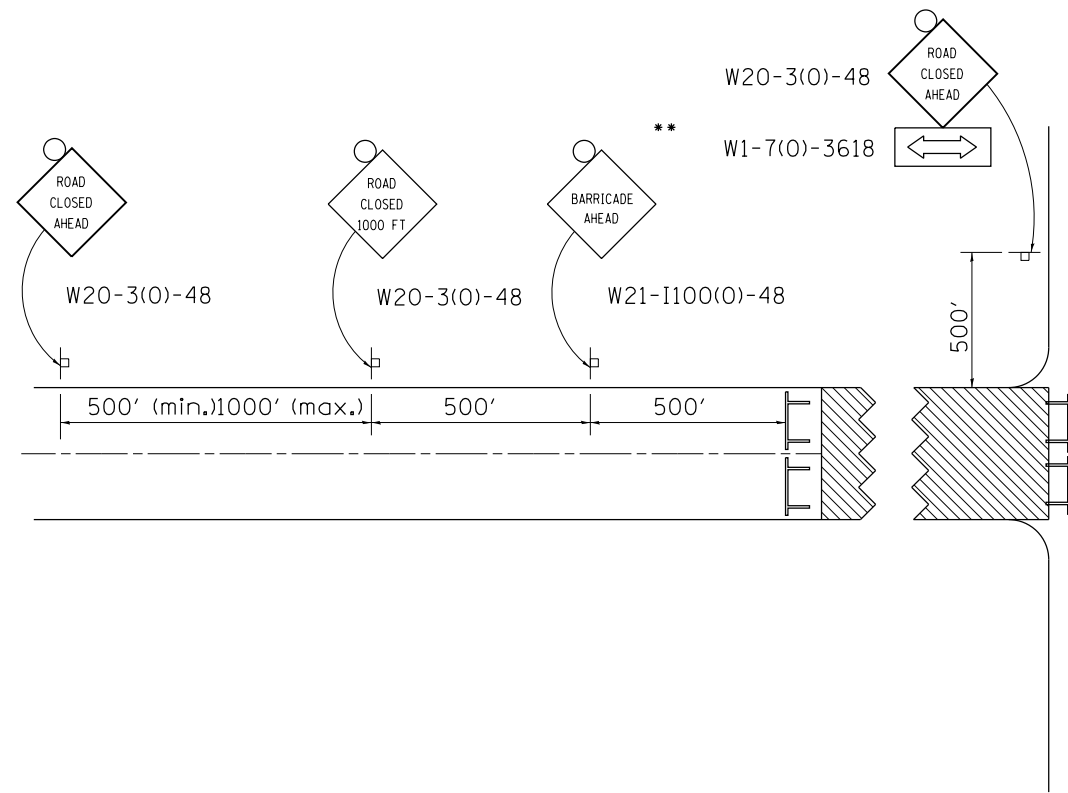 ROAD
CLOSED
AHEAD
W20-3(O)-48
**
W1-7(O)-3618
ROAD
CLOSED
AHEAD
W20-3(O)-48
ROAD
CLOSED
1000 FT
W20-3(O)-48
BARRICADE
AHEAD
W21-I100(O)-48
500'
500' (min.)1000' (max.)
500'
500'